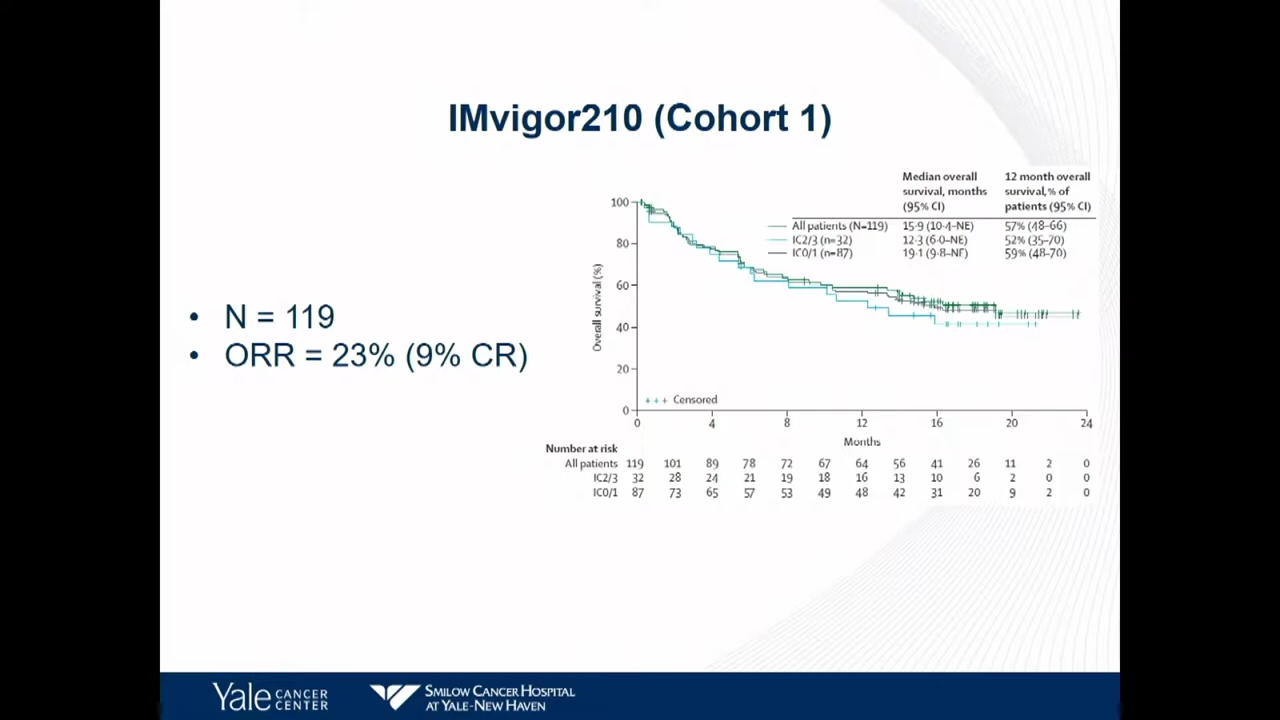 IMvigor210 (Cohort 1)
• N = 119
• ORR = 23% (9% CR)
Median overall survival, months (95% CI)
12 month overall survival, % of patients (95% CI)
All patients (N=119) 15·9 (10·4–NE) 57% (48–66)
IC2/3 (n=32) 12·3 (6·0–NE) 52% (35–70)
IC0/1 (n=87) 19·1 (9·8–NE) 59% (48–70)
Overall survival (%)
100
80
60
40
20
0
Censored
0 4 8 12 16 20 24
Months
Number at risk
All patients 119 101 89 78 72 67 64 56 41 26 11 2 0
IC2/3 32 28 24 21 19 18 16 13 10 6 2 0 0
IC0/1 87 73 65 57 53 49 48 42 31 20 9 2 0
Yale CANCER CENTER
SMILOW CANCER HOSPITAL
AT YALE-NEW HAVEN